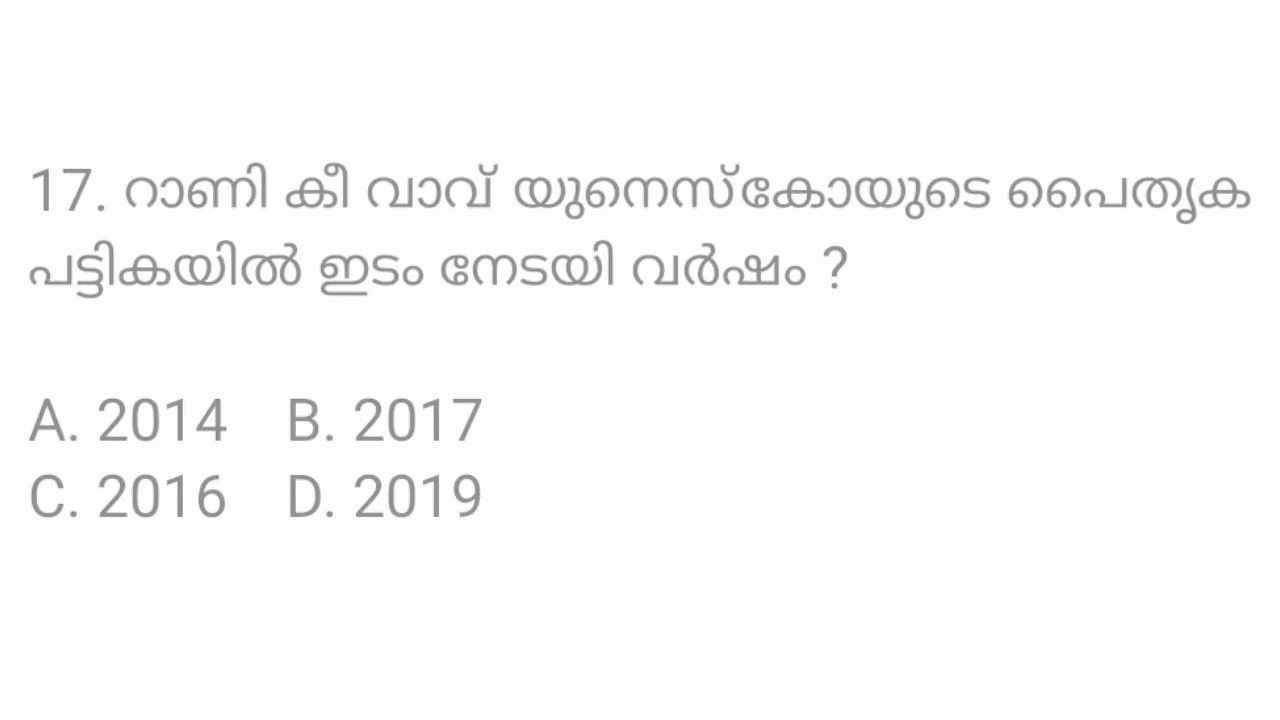 17. റാണി കീ വാവ് യുനെസ്കോയുടെ പൈതൃക
പട്ടികയിൽ ഇടം നേടയി വർഷം ?
A. 2014 B. 2017
C. 2016 D. 2019